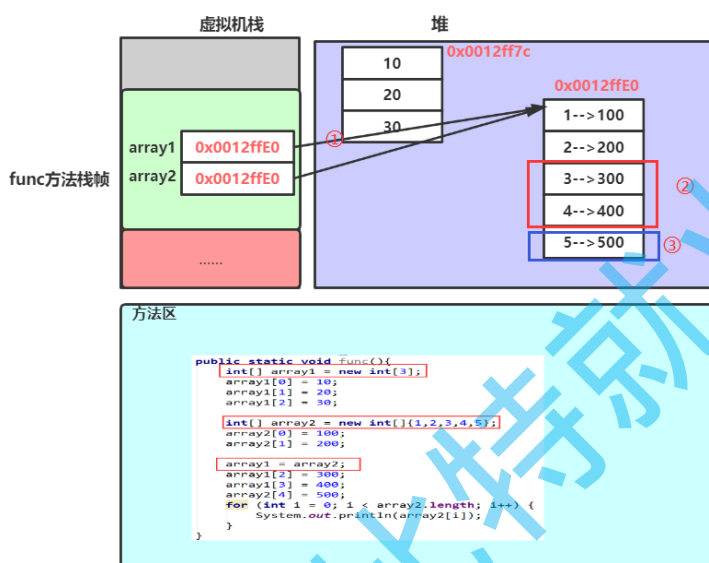 虚拟机栈
堆
0x0012ff7c
10
20
30
①
0x0012ffE0
1-->100
2-->200
3-->300
4-->400
②
5-->500
③
func方法栈帧
array1
0x0012ffE0
array2
0x0012ffE0
......
方法区
public static void func(){
int[] array1 = new int[3];
array1[0] = 10;
array1[1] = 20;
array1[2] = 30;
int[] array2 = new int[]{1,2,3,4,5};
array2[0] = 100;
array2[1] = 200;
array1 = array2;
array1[2] = 300;
array1[3] = 400;
array2[4] = 500;
for (int i = 0; i < array2.length; i++) {
System.out.println(array2[i]);
}
}
比特就业